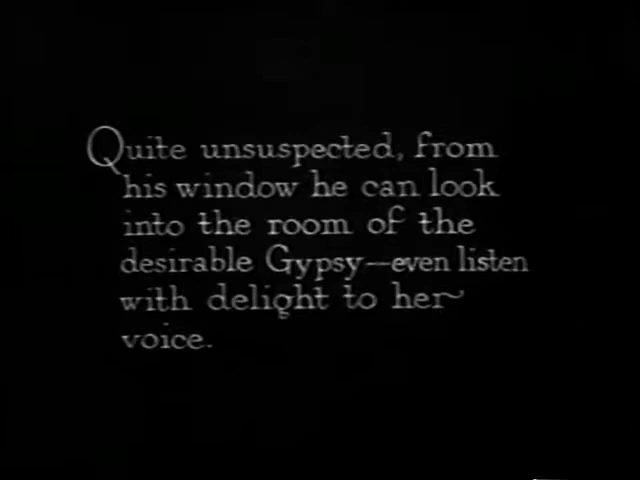 Quite unsuspected, from
his window he can look
into the room of the
desirable Gypsy—even listen
with delight to her
voice.